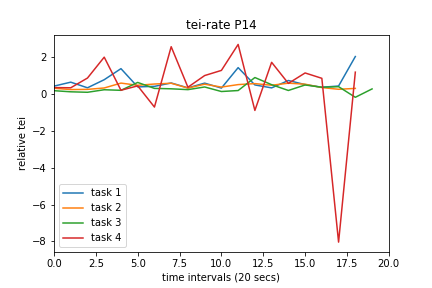 tei-rate P14
relative tei
2
0
−2
−4
−6
−8
task 1
task 2
task 3
task 4
0.0 2.5 5.0 7.5 10.0 12.5 15.0 17.5 20.0
time intervals (20 secs)